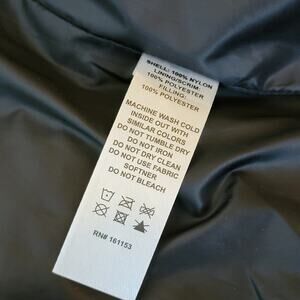 SHELL: 100% NYLON
LINING/SCRIM:
100% POLYESTER
FILLING:
100% POLYESTER
MACHINE WASH COLD
INSIDE OUT WITH
SIMILAR COLORS
DO NOT TUMBLE DRY
DO NOT IRON
DO NOT DRY CLEAN
DO NOT USE FABRIC
SOFTNER
DO NOT BLEACH
RN# 161153